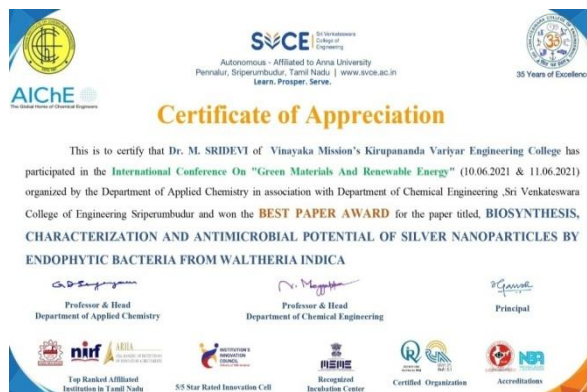 SVCE Sri Venkateswara College of Engineering
Autonomous - Affiliated to Anna University
Pennalur, Sriperumbudur, Tamil Nadu | www.svce.ac.in
Learn. Prosper. Serve.
35 Years of Excellence
AIChE
The Global Home of Chemical Engineers
Certificate of Appreciation
This is to certify that Dr. M. SRIDEVI of Vinayaka Mission's Kirupananda Variyar Engineering College has
participated in the International Conference On "Green Materials And Renewable Energy" (10.06.2021 & 11.06.2021)
organized by the Department of Applied Chemistry in association with Department of Chemical Engineering ,Sri Venkateswara
College of Engineering Sriperumbudur and won the BEST PAPER AWARD for the paper titled, BIOSYNTHESIS,
CHARACTERIZATION AND ANTIMICROBIAL POTENTIAL OF SILVER NANOPARTICLES BY
ENDOPHYTIC BACTERIA FROM WALTHERIA INDICA
Professor & Head
Department of Applied Chemistry
Professor & Head
Department of Chemical Engineering
Principal
nirf
ARIIA
INSTITUTION'S
INNOVATION
COUNCIL
MSME
NBA
Top Ranked Affiliated
Institution in Tamil Nadu
5/5 Star Rated Innovation Cell
Recognized
Incubation Center
Certified Organization
Accreditations